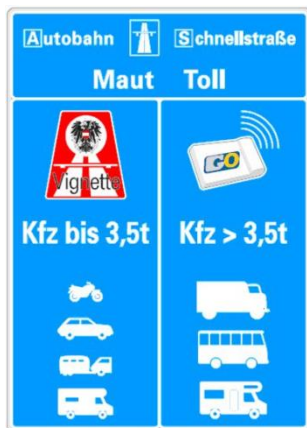 Autobahn Schnellstraße
Maut Toll
Vignette
GO
Kfz bis 3,5t
Kfz > 3,5t